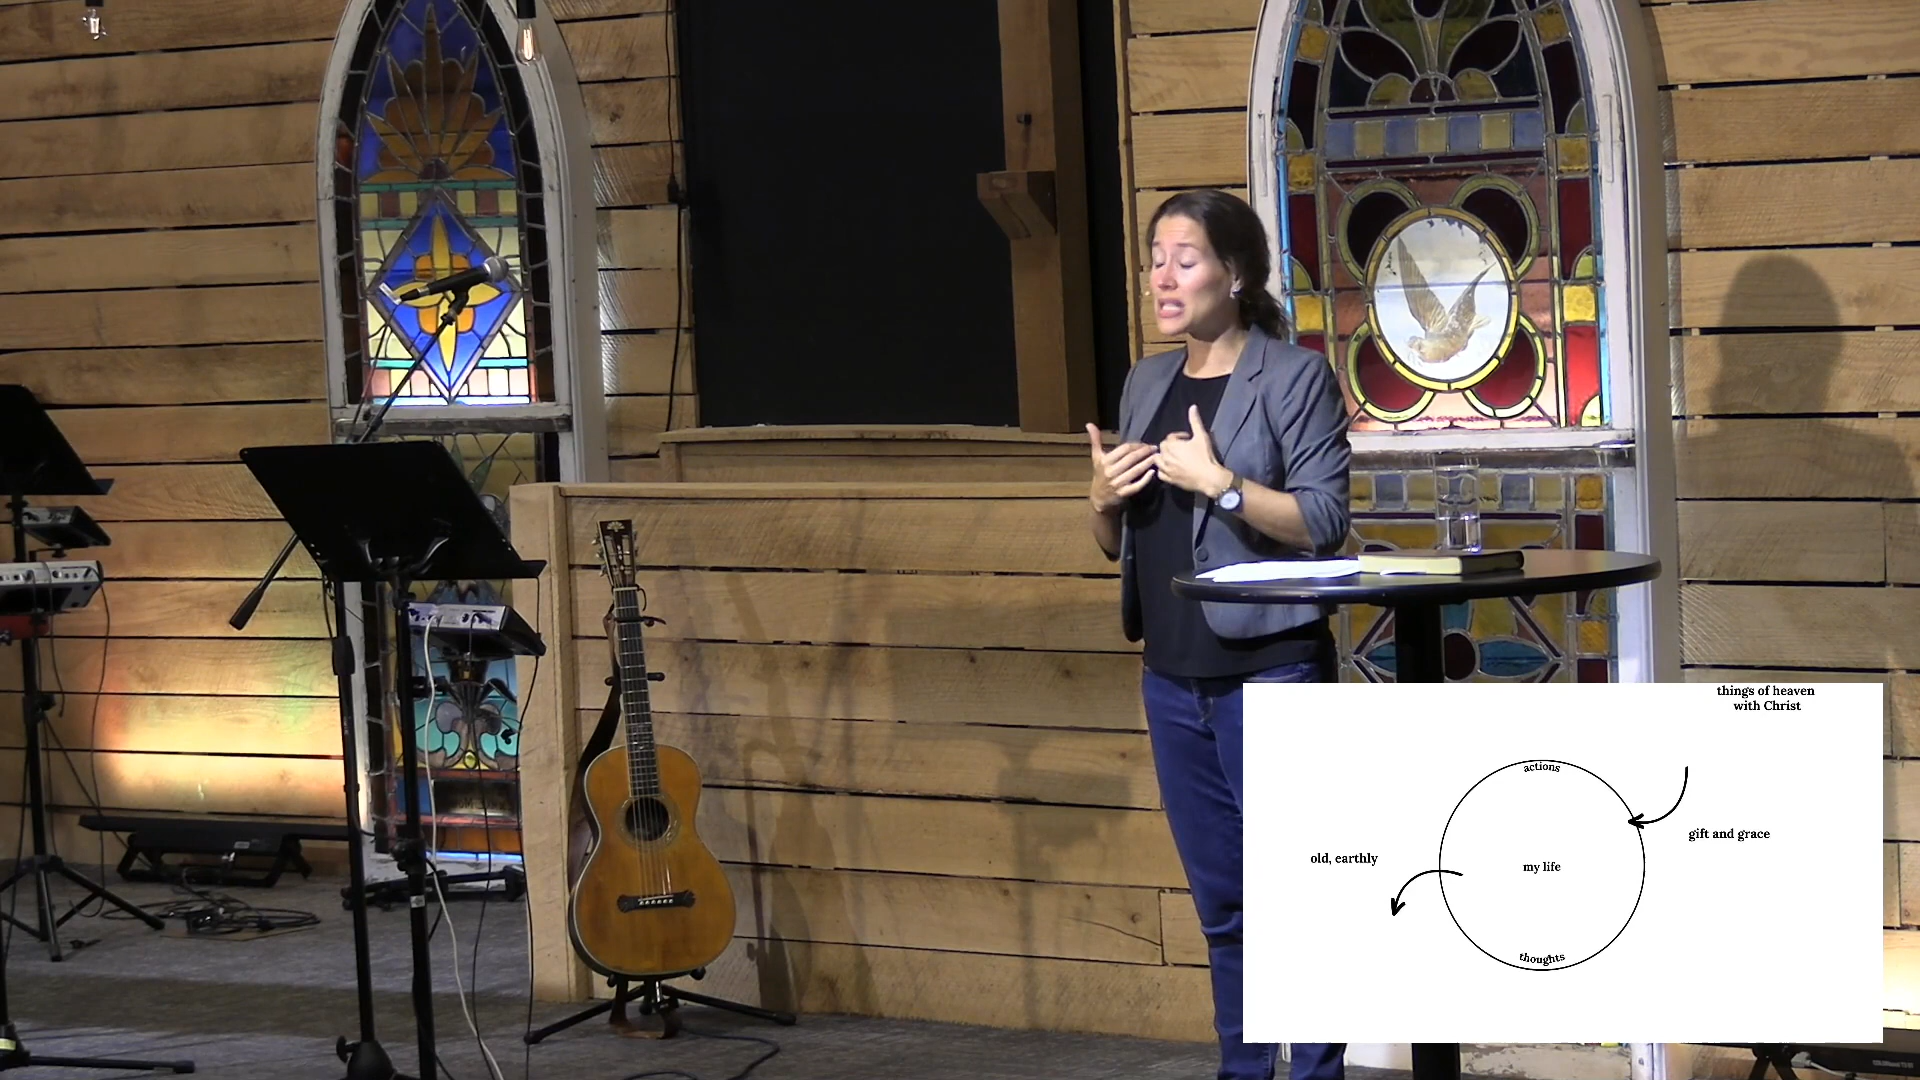 things of heaven
with Christ
actions
gift and grace
old, earthly
my life
thoughts